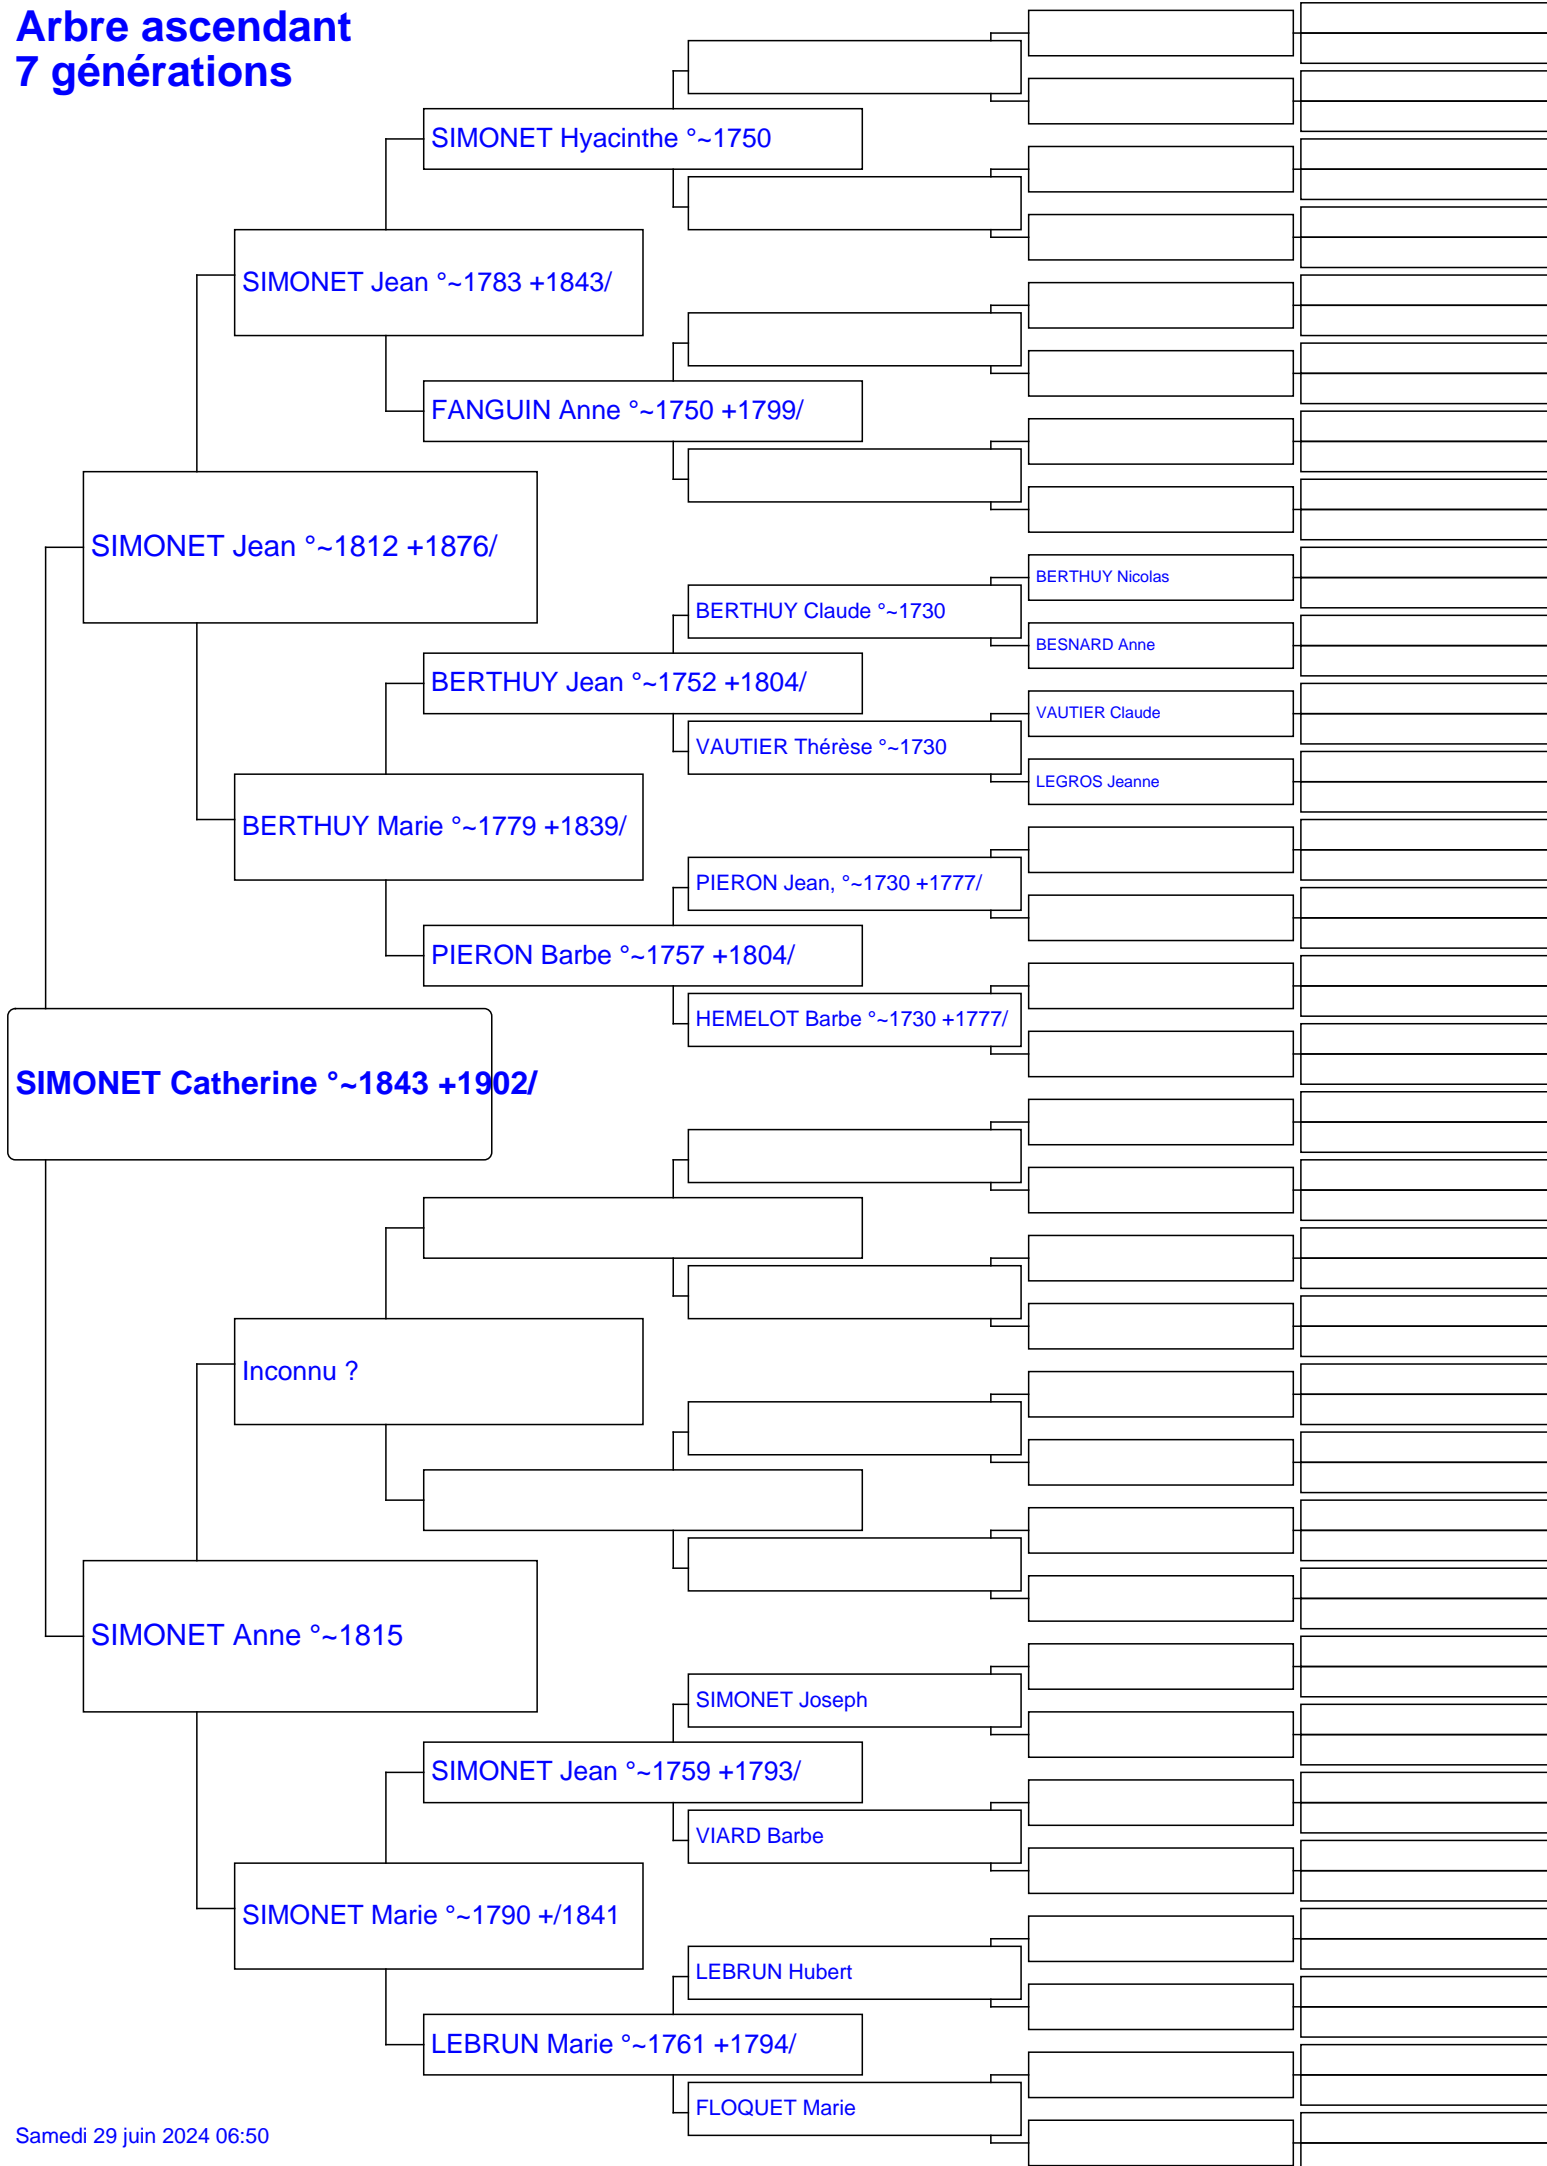 Arbre ascendant
7 générations
SIMONET Hyacinthe °~1750
SIMONET Jean °~1783 +1843/
FANGUIN Anne °~1750 +1799/
SIMONET Jean °~1812 +1876/
BERTHUY Nicolas
BERTHUY Claude °~1730
BESNARD Anne
BERTHUY Jean °~1752 +1804/
VAUTIER Claude
VAUTIER Thérèse °~1730
LEGROS Jeanne
BERTHUY Marie °~1779 +1839/
PIERON Jean, °~1730 +1777/
PIERON Barbe °~1757 +1804/
HEMELOT Barbe °~1730 +1777/
SIMONET Catherine °~1843 +1902/
Inconnu ?
SIMONET Anne °~1815
SIMONET Joseph
SIMONET Jean °~1759 +1793/
VIARD Barbe
SIMONET Marie °~1790 +/1841
LEBRUN Hubert
LEBRUN Marie °~1761 +1794/
FLOQUET Marie
Samedi 29 juin 2024 06:50